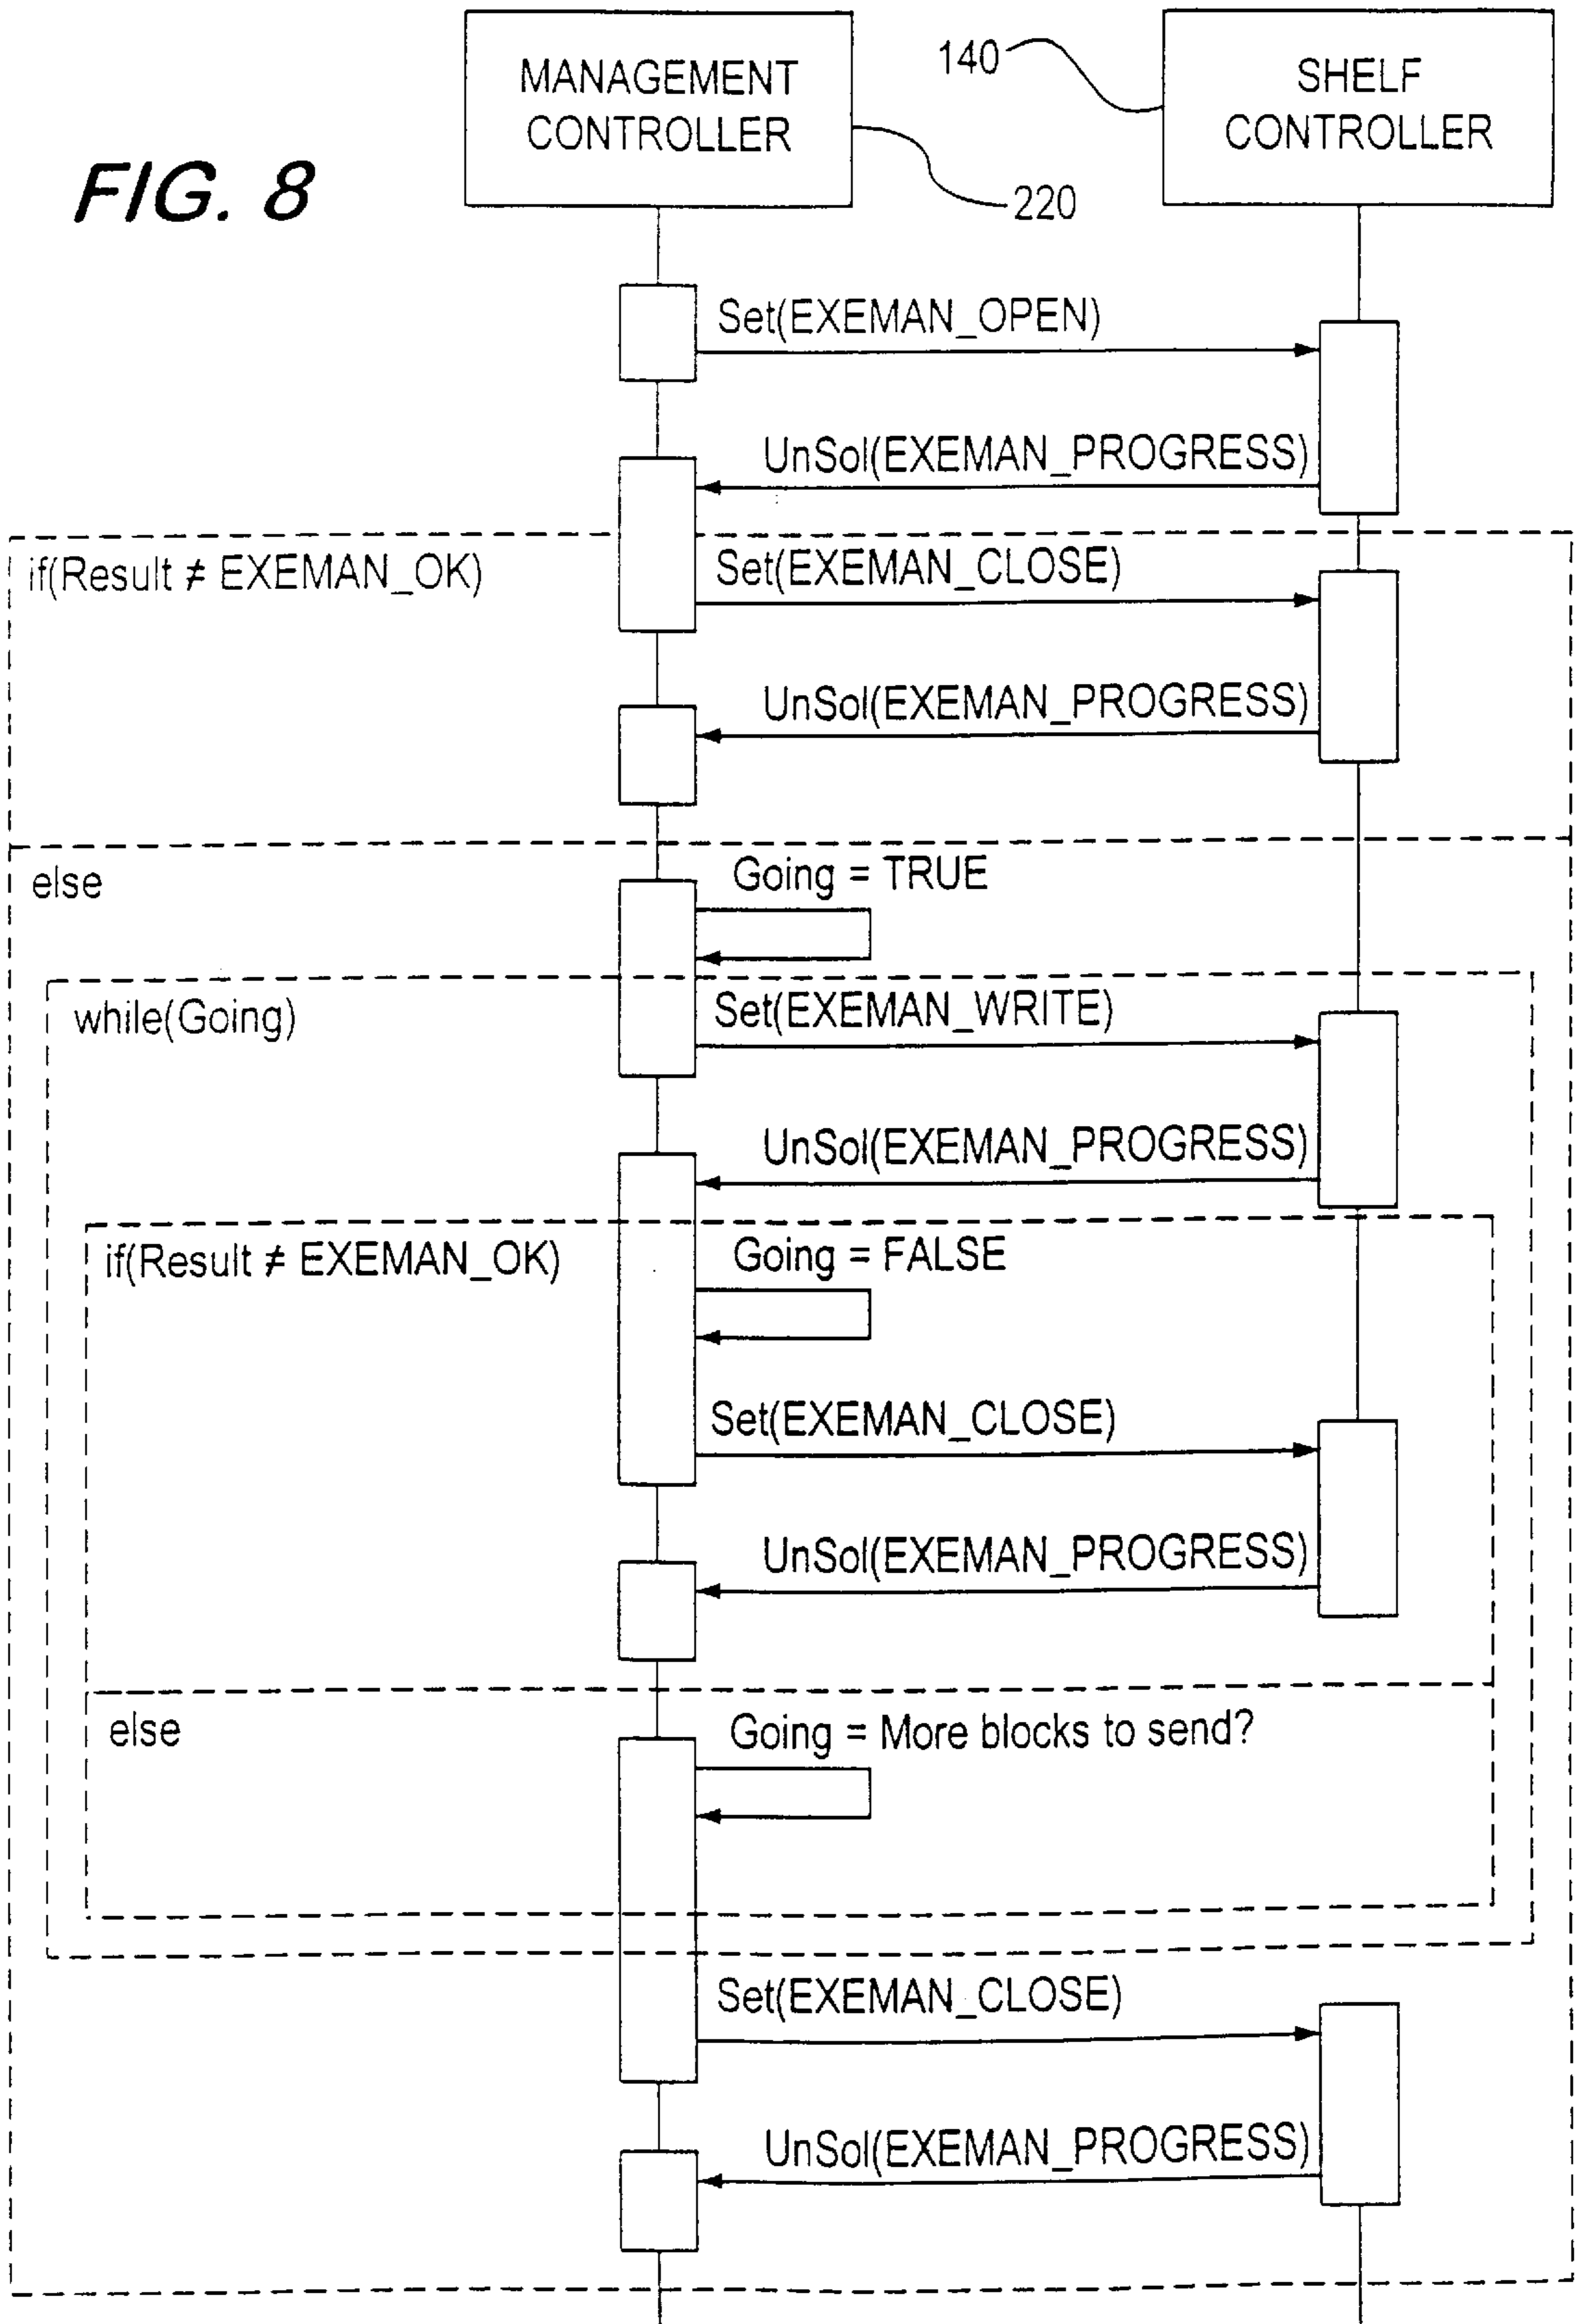 MANAGEMENT
CONTROLLER
140
SHELF
CONTROLLER
FIG. 8
220
Set(EXEMAN_OPEN)
UnSol(EXEMAN_PROGRESS)
if(Result ≠ EXEMAN_OK)
Set(EXEMAN_CLOSE)
UnSol(EXEMAN_PROGRESS)
else
Going = TRUE
while(Going)
Set(EXEMAN_WRITE)
UnSol(EXEMAN_PROGRESS)
if(Result ≠ EXEMAN_OK)
Going = FALSE
Set(EXEMAN_CLOSE)
UnSol(EXEMAN_PROGRESS)
else
Going = More blocks to send?
Set(EXEMAN_CLOSE)
UnSol(EXEMAN_PROGRESS)